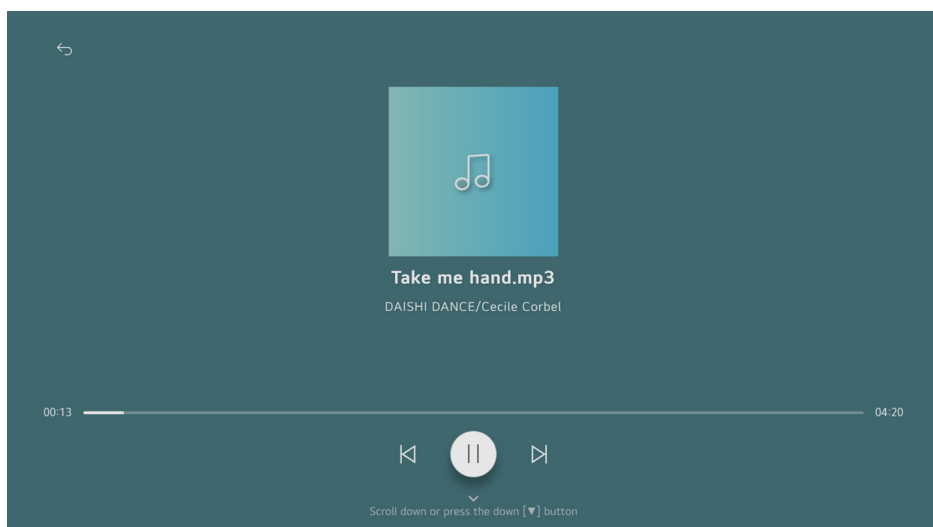 Take me hand.mp3
DAISHI DANCE/Cecile Corbel
00:13
04:20
Scroll down or press the down [▼] button